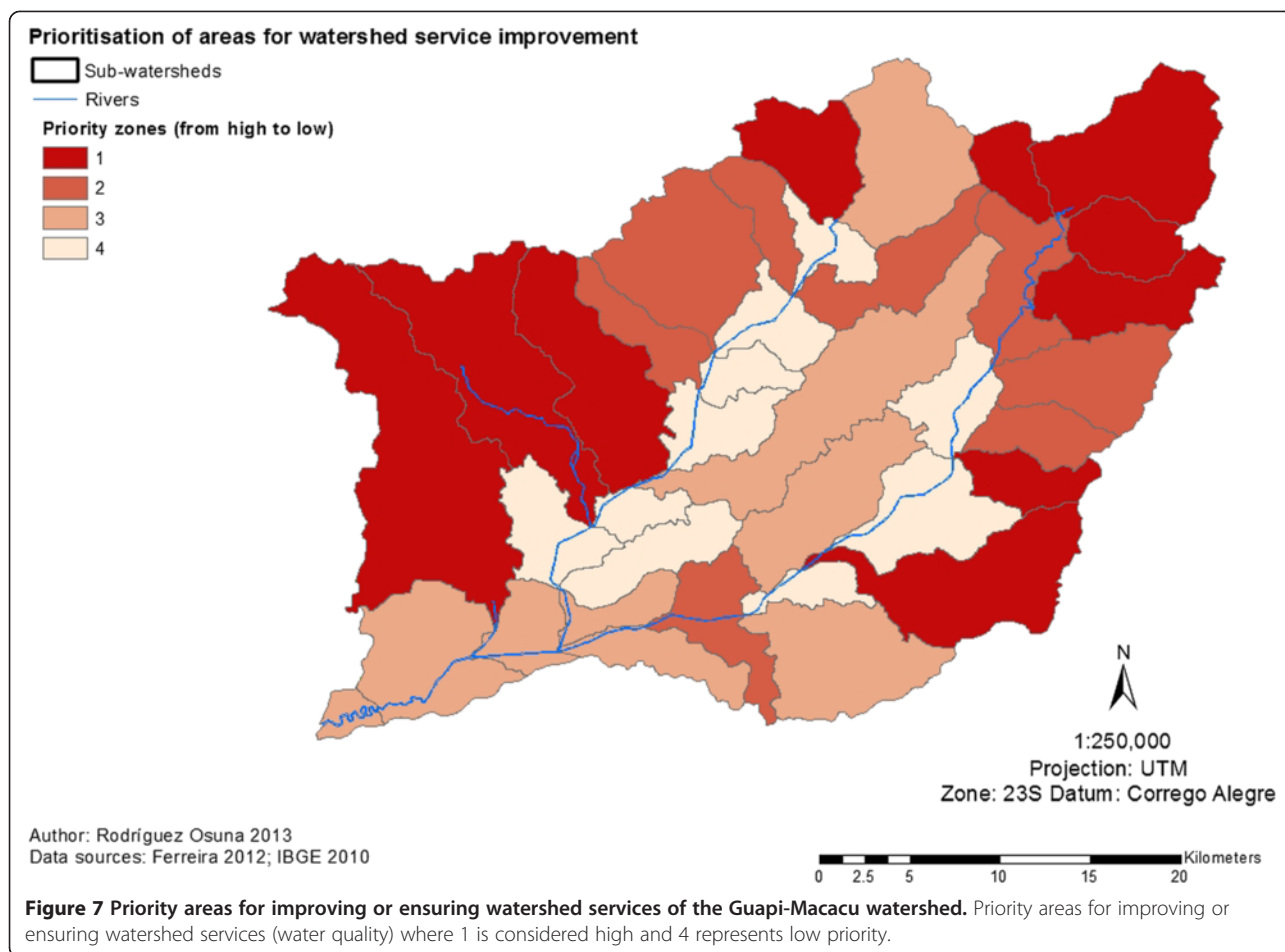 Prioritisation of areas for watershed service improvement
Sub-watersheds
Rivers
Priority zones (from high to low)
1
2
3
4
N
1:250,000
Projection: UTM
Zone: 23S Datum: Corrego Alegre
Author: Rodríguez Osuna 2013
Data sources: Ferreira 2012; IBGE 2010
Kilometers
0 2.5 5 10 15 20
Figure 7 Priority areas for improving or ensuring watershed services of the Guapi-Macacu watershed. Priority areas for improving or
ensuring watershed services (water quality) where 1 is considered high and 4 represents low priority.